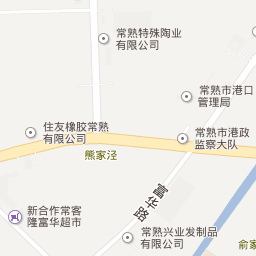 常熟特殊陶业
有限公司
常熟市港口
管理局
住友橡胶常熟
有限公司
常熟市港政
监察大队
熊家泾
富华路
新合作常客
隆富华超市
常熟兴业发制品
有限公司
俞家